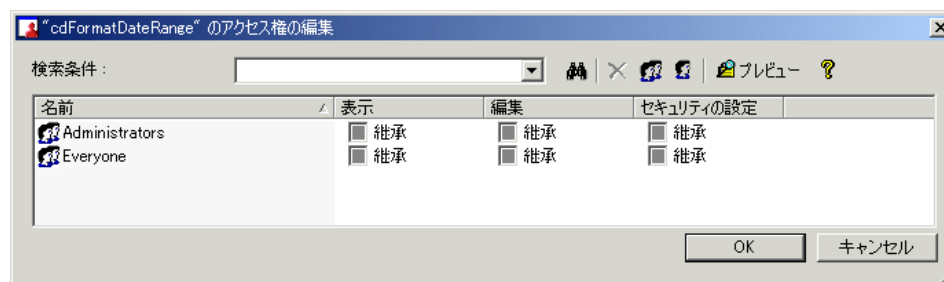 "cdFormatDateRange" のアクセス権の編集
検索条件： プレビュー
名前 表示 編集 セキュリティの設定
Administrators 継承 継承 継承
Everyone 継承 継承 継承
OK キャンセル